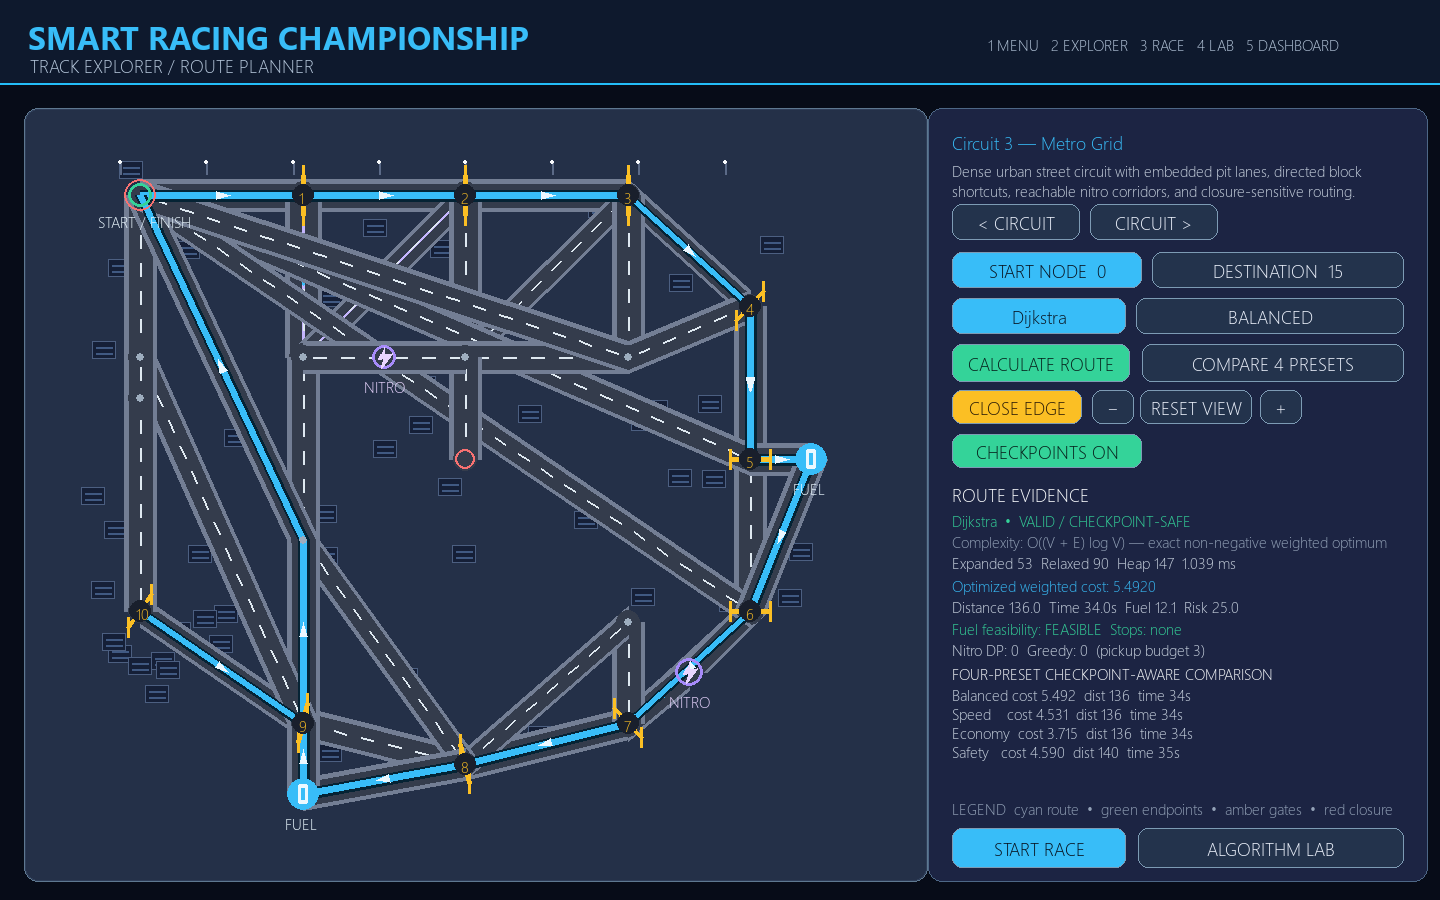 SMART RACING CHAMPIONSHIP
TRACK EXPLORER / ROUTE PLANNER
1 MENU 2 EXPLORER 3 RACE 4 LAB 5 DASHBOARD
START / FINISH
1
2
3
4
NITRO
5
FUEL
10
6
NITRO
9
7
8
FUEL
Circuit 3 — Metro Grid
Dense urban street circuit with embedded pit lanes, directed block
shortcuts, reachable nitro corridors, and closure-sensitive routing.
< CIRCUIT
CIRCUIT >
START NODE 0
DESTINATION 15
Dijkstra
BALANCED
CALCULATE ROUTE
COMPARE 4 PRESETS
CLOSE EDGE
−
RESET VIEW
+
CHECKPOINTS ON
ROUTE EVIDENCE
Dijkstra • VALID / CHECKPOINT-SAFE
Complexity: O((V + E) log V) — exact non-negative weighted optimum
Expanded 53 Relaxed 90 Heap 147 1.039 ms
Optimized weighted cost: 5.4920
Distance 136.0 Time 34.0s Fuel 12.1 Risk 25.0
Fuel feasibility: FEASIBLE Stops: none
Nitro DP: 0 Greedy: 0 (pickup budget 3)
FOUR-PRESET CHECKPOINT-AWARE COMPARISON
Balanced cost 5.492 dist 136 time 34s
Speed cost 4.531 dist 136 time 34s
Economy cost 3.715 dist 136 time 34s
Safety cost 4.590 dist 140 time 35s
LEGEND cyan route • green endpoints • amber gates • red closure
START RACE
ALGORITHM LAB